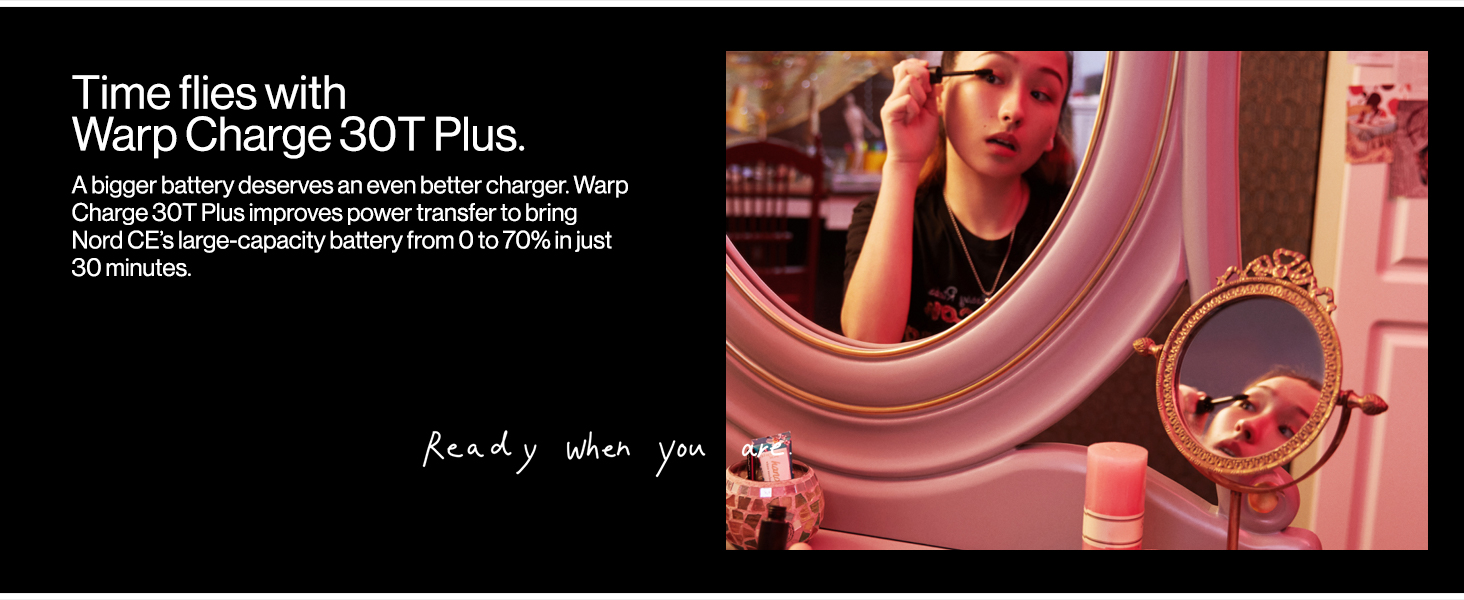 Time flies with
Warp Charge 30T Plus.
A bigger battery deserves an even better charger. Warp
Charge 30T Plus improves power transfer to bring
Nord CE’s large-capacity battery from 0 to 70% in just
30 minutes.
Ready when you are.